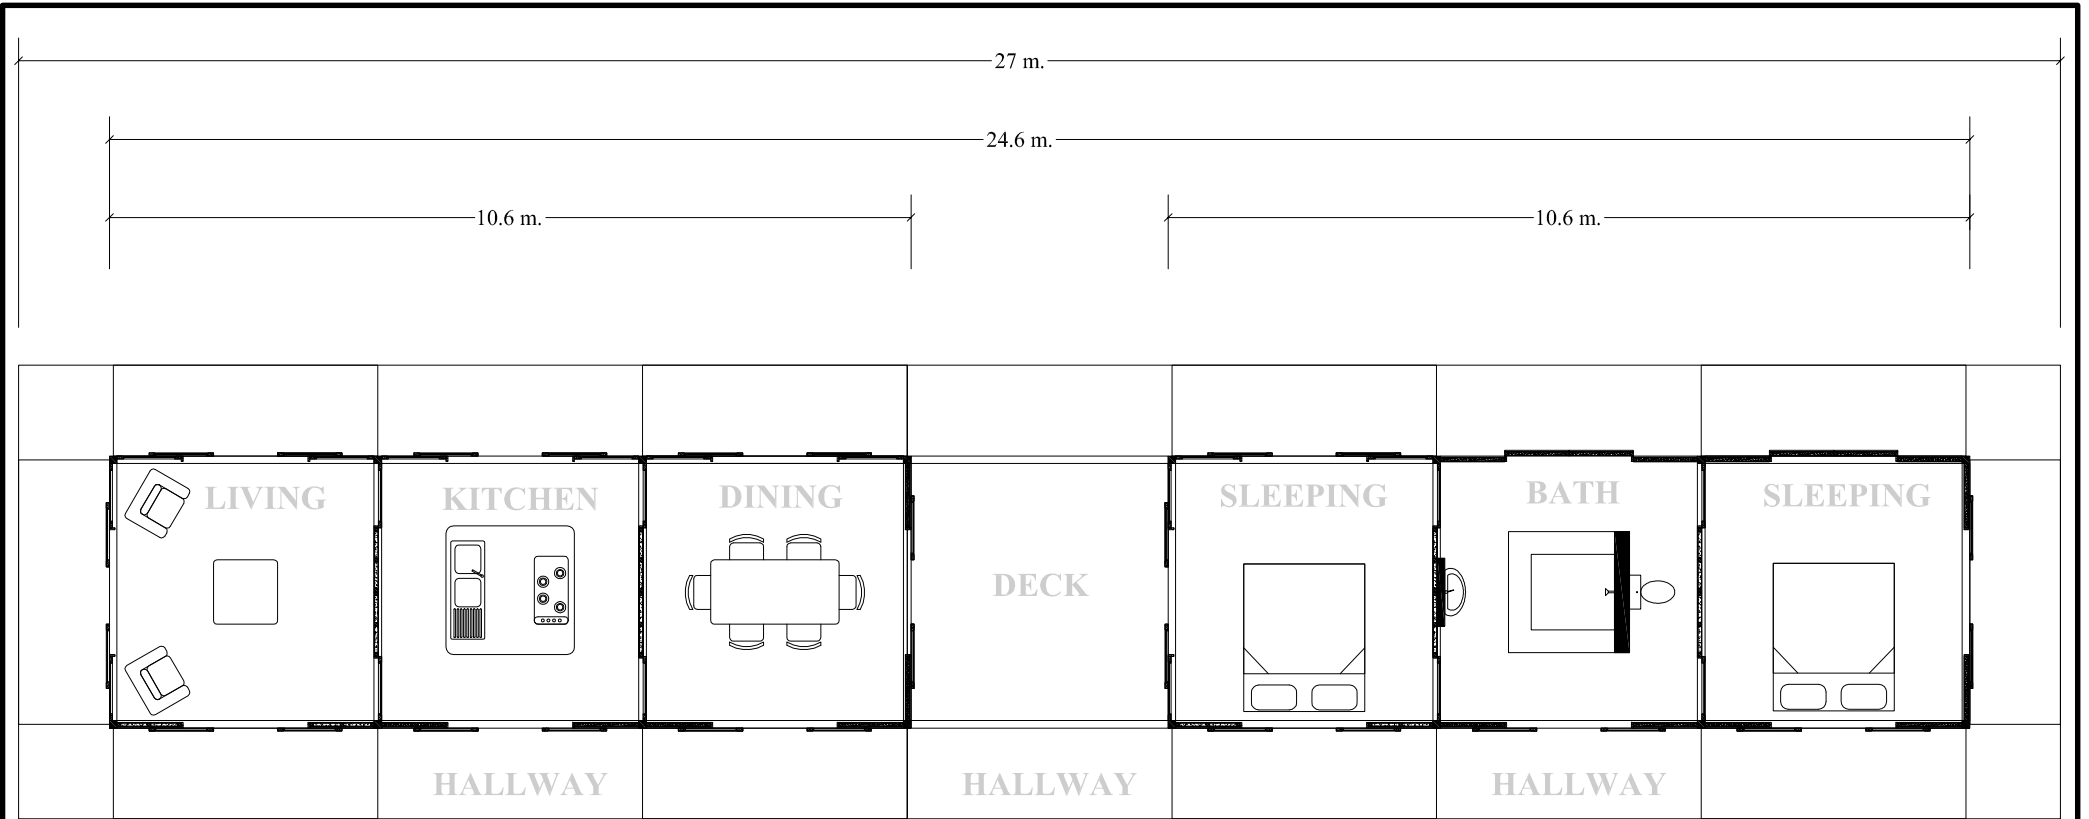 27 m.
24.6 m.
10.6 m.
10.6 m.
LIVING
KITCHEN
DINING
SLEEPING
BATH
SLEEPING
DECK
HALLWAY
HALLWAY
HALLWAY